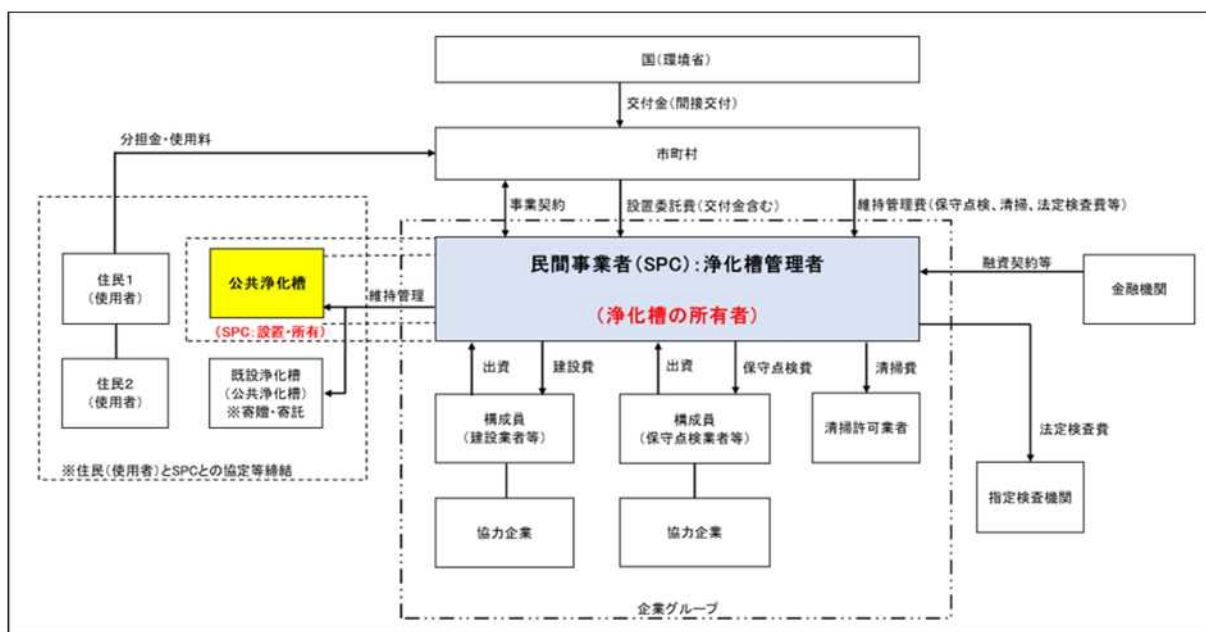 国(環境省)
交付金(間接交付)
分担金・使用料
市町村
事業契約
設置委託費(交付金含む)
維持管理費(保守点検、清掃、法定検査費等)
民間事業者(SPC):浄化槽管理者
(浄化槽の所有者)
融資契約等
金融機関
住民1
(使用者)
公共浄化槽
維持管理
(SPC:設置・所有)
住民2
(使用者)
既設浄化槽
(公共浄化槽)
※寄贈・寄託
出資
建設費
出資
保守点検費
清掃費
構成員
(建設業者等)
構成員
(保守点検業者等)
清掃許可業者
法定検査費
※住民(使用者)とSPCとの協定等締結
協力企業
協力企業
指定検査機関
企業グループ